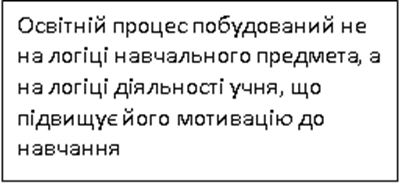 Освітній процес побудований не
на логіці навчального предмета, а
на логіці діяльності учня, що
підвищує його мотивацію до
навчання